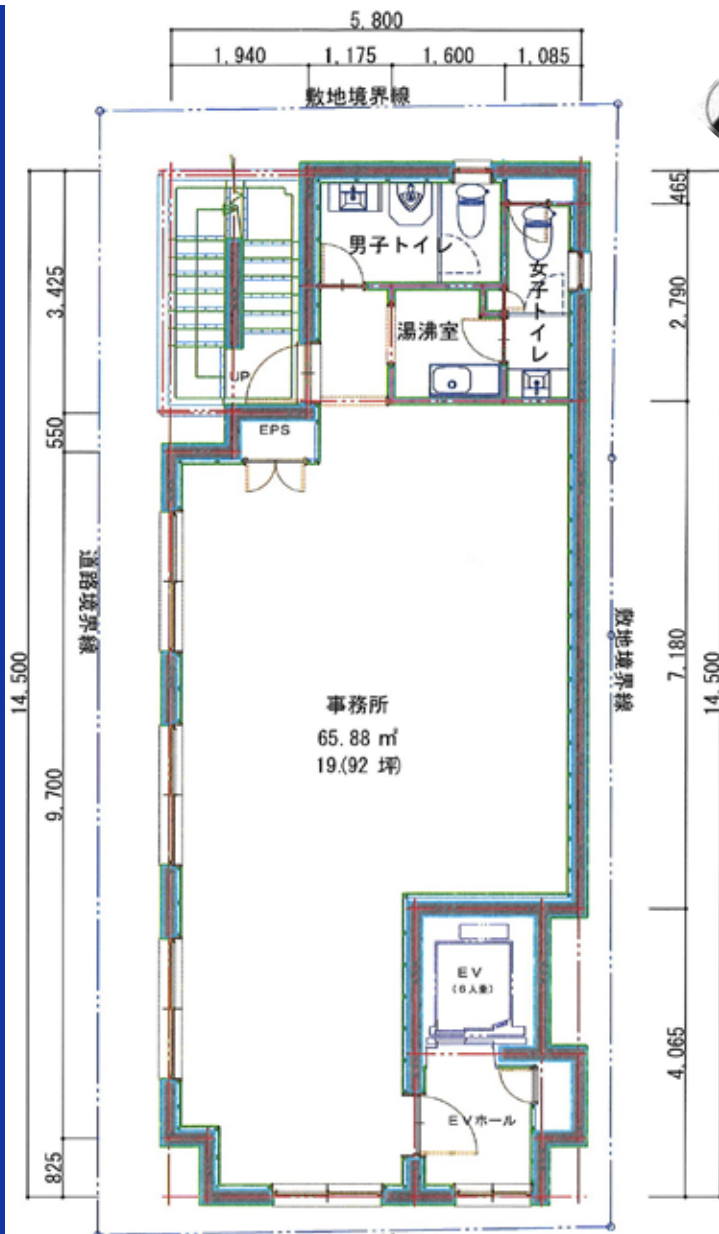 5.800
1,940
1,175
1,600
1,085
敷地境界線
465
3.425
男子トイレ
女子トイレ
2.790
湯沸室
UP
EPS
550
道路境界線
敷地境界線
7.180
14.500
14.500
事務所
65.88 ㎡
19.(92 坪)
9.700
EV
(6人乗)
4.065
EVホール
825